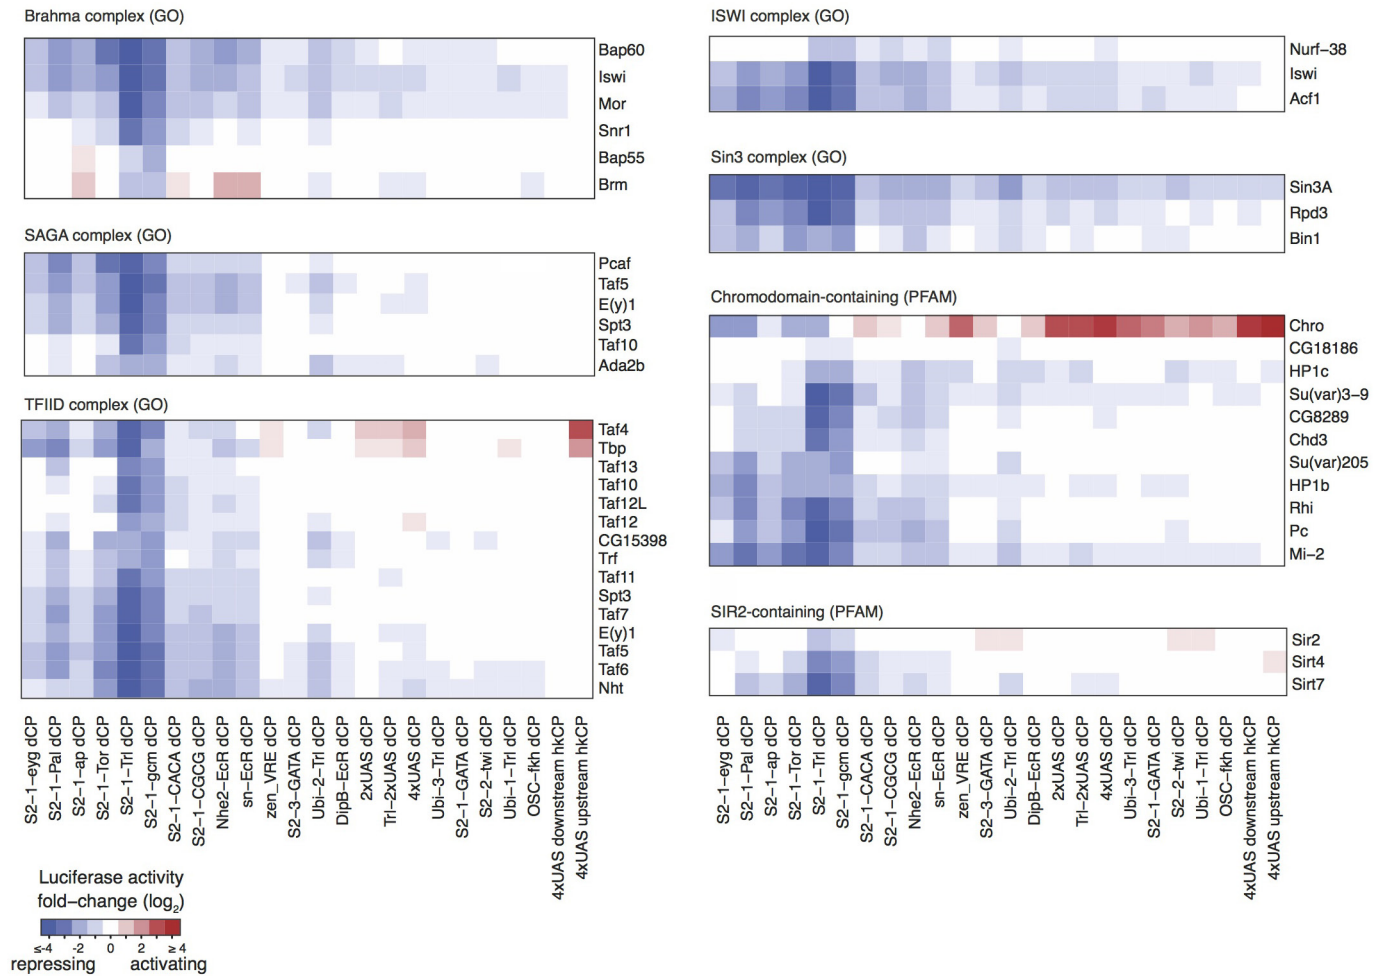 Brahma complex (GO)
Bap60
Iswi
Mor
Snr1
Bap55
Brm
SAGA complex (GO)
Pcaf
Taf5
E(y)1
Spt3
Taf10
Ada2b
TFIID complex (GO)
Taf4
Tbp
Taf13
Taf10
Taf12L
Taf12
CG15398
Trf
Taf11
Spt3
Taf7
E(y)1
Taf5
Taf6
Nht
S2−1−eyg dCP
S2−1−Pal dCP
S2−1−ap dCP
S2−1−Tor dCP
S2−1−Trl dCP
S2−1−gcm dCP
S2−1−CACA dCP
S2−1−CGCG dCP
Nhe2−EcR dCP
sn−EcR dCP
zen_VRE dCP
S2−3−GATA dCP
Ubi−2−Trl dCP
DipB−EcR dCP
2xUAS dCP
Trl−2xUAS dCP
4xUAS dCP
Ubi−3−Trl dCP
S2−1−GATA dCP
S2−2−twi dCP
Ubi−1−Trl dCP
OSC−fkh dCP
4xUAS downstream hkCP
4xUAS upstream hkCP
Luciferase activity
fold−change (log2)
≤-4 -2 0 2 ≥ 4
repressing activating
ISWI complex (GO)
Nurf−38
Iswi
Acf1
Sin3 complex (GO)
Sin3A
Rpd3
Bin1
Chromodomain-containing (PFAM)
Chro
CG18186
HP1c
Su(var)3−9
CG8289
Chd3
Su(var)205
HP1b
Rhi
Pc
Mi−2
SIR2-containing (PFAM)
Sir2
Sirt4
Sirt7
S2−1−eyg dCP
S2−1−Pal dCP
S2−1−ap dCP
S2−1−Tor dCP
S2−1−Trl dCP
S2−1−gcm dCP
S2−1−CACA dCP
S2−1−CGCG dCP
Nhe2−EcR dCP
sn−EcR dCP
zen_VRE dCP
S2−3−GATA dCP
Ubi−2−Trl dCP
DipB−EcR dCP
2xUAS dCP
Trl−2xUAS dCP
4xUAS dCP
Ubi−3−Trl dCP
S2−1−GATA dCP
S2−2−twi dCP
Ubi−1−Trl dCP
OSC−fkh dCP
4xUAS downstream hkCP
4xUAS upstream hkCP